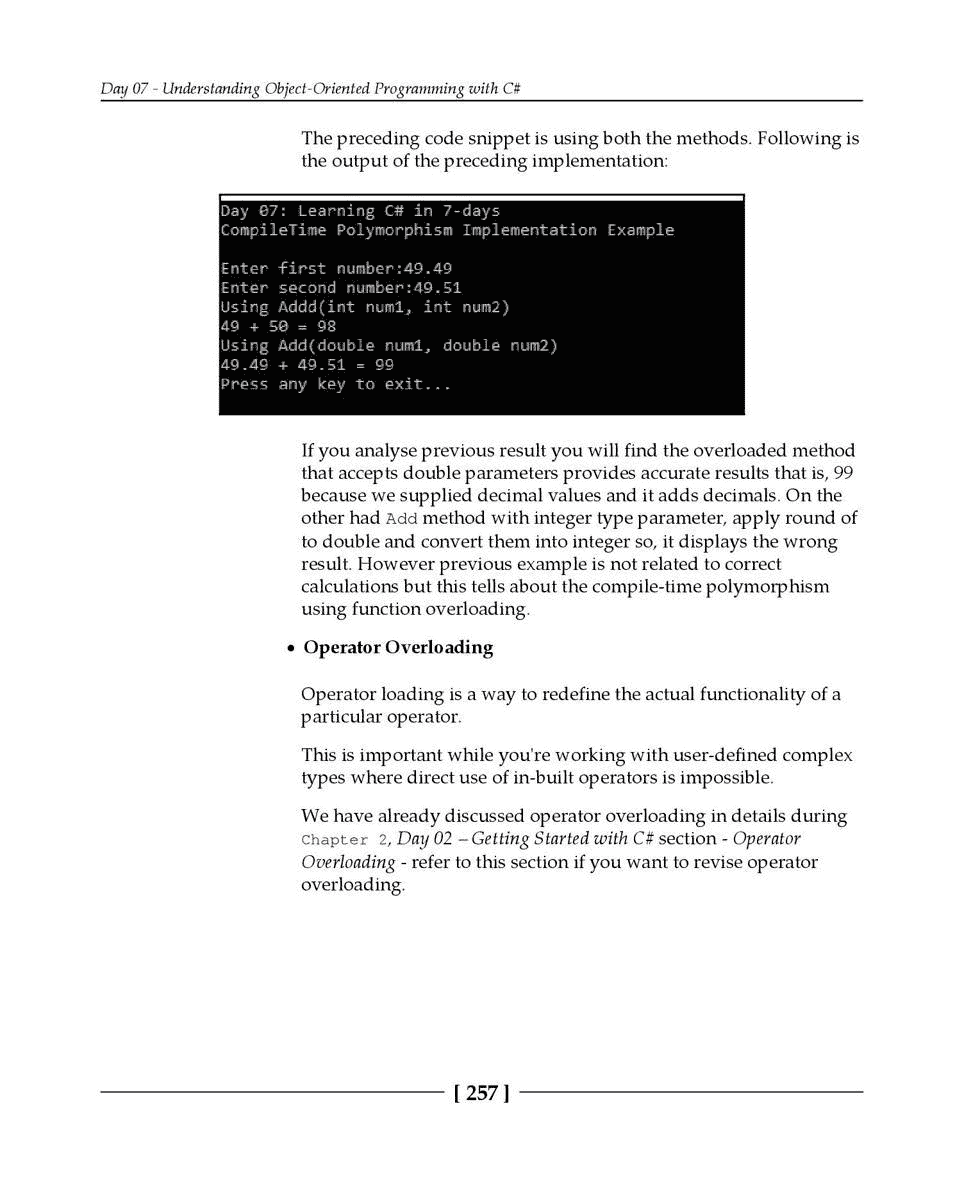 Day 07 - Understanding Object-Oriented Programming with C#
The preceding code snippet is using both the methods. Following is
the output of the preceding implementation:
Day 07: Learning C# in 7-days
CompileTime Polymorphism Implementation Example
Enter first number:49.49
Enter second number:49.51
Using Addd(int num1, int num2)
49 + 50 = 98
Using Add(double num1, double num2)
49.49 + 49.51 = 99
Press any key to exit...
If you analyse previous result you will find the overloaded method
that accepts double parameters provides accurate results that is, 99
because we supplied decimal values and it adds decimals. On the
other had Add method with integer type parameter, apply round of
to double and convert them into integer so, it displays the wrong
result. However previous example is not related to correct
calculations but this tells about the compile-time polymorphism
using function overloading.
• Operator Overloading
Operator loading is a way to redefine the actual functionality of a
particular operator.
This is important while you're working with user-defined complex
types where direct use of in-built operators is impossible.
We have already discussed operator overloading in details during
Chapter 2, Day 02 – Getting Started with C# section - Operator
Overloading - refer to this section if you want to revise operator
overloading.
[ 257 ]